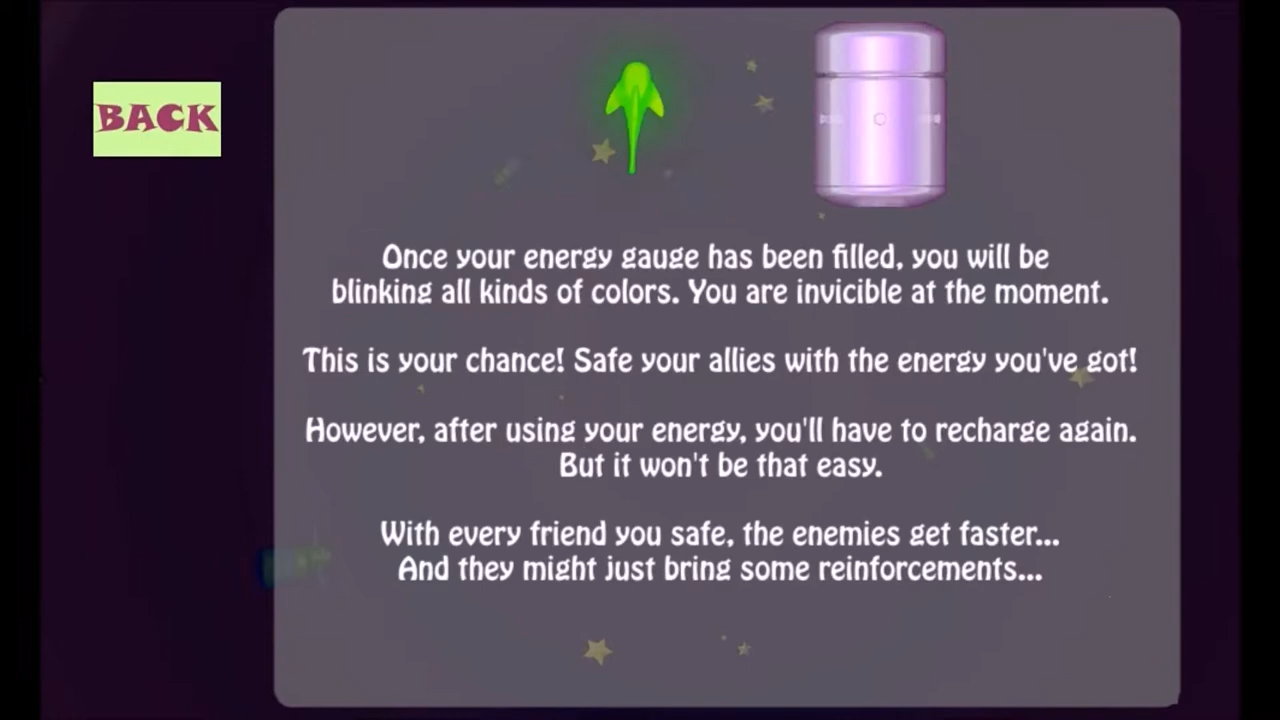 BACK
Once your energy gauge has been filled, you will be
blinking all kinds of colors. You are invicible at the moment.
This is your chance! Safe your allies with the energy you've got!
However, after using your energy, you'll have to recharge again.
But it won't be that easy.
With every friend you safe, the enemies get faster...
And they might just bring some reinforcements...